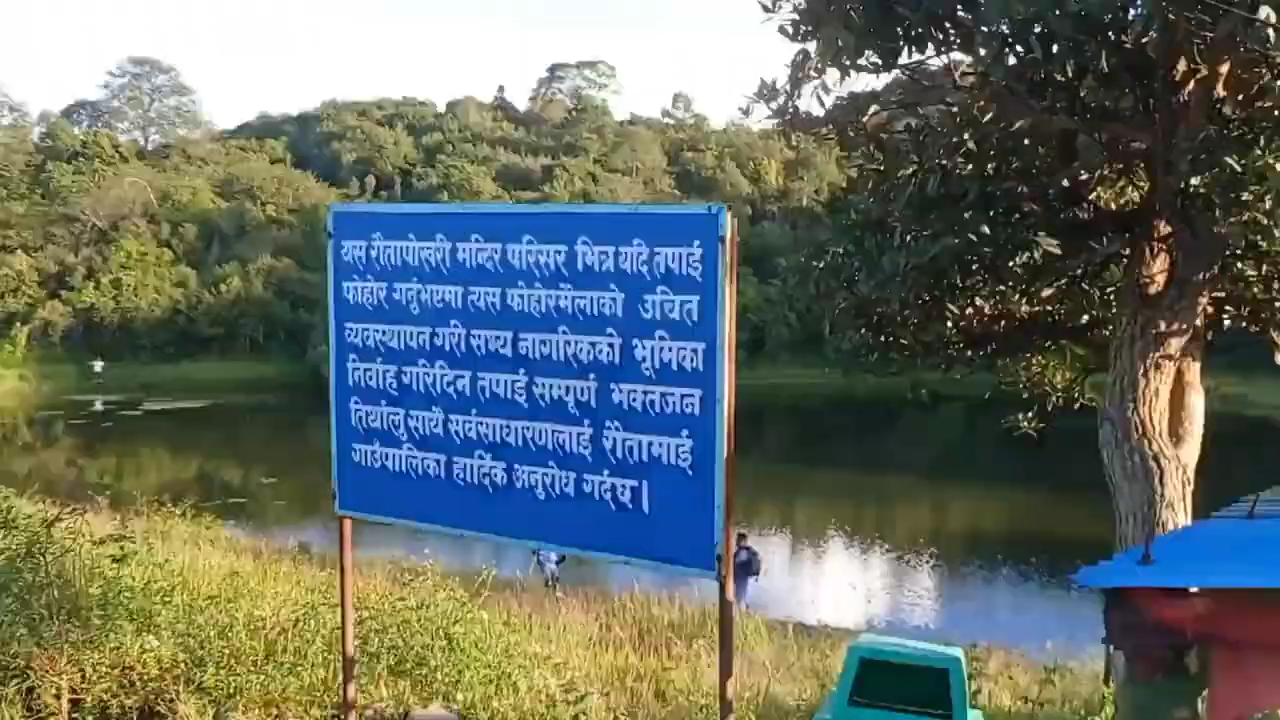 यस रौतापोखरी मन्दिर परिसर भित्र यदि तपाई
फोहोर गर्नुभएमा त्यस फोहोरमैलाको उचित
व्यवस्थापन गरी सभ्य नागरिकको भूमिका
निर्वाह गरिदिन तपाई सम्पूर्ण भक्तजन
तिर्थालु साथै सर्वसाधारणलाई रौतामाई
गाउँपालिका हार्दिक अनुरोध गर्दछ।